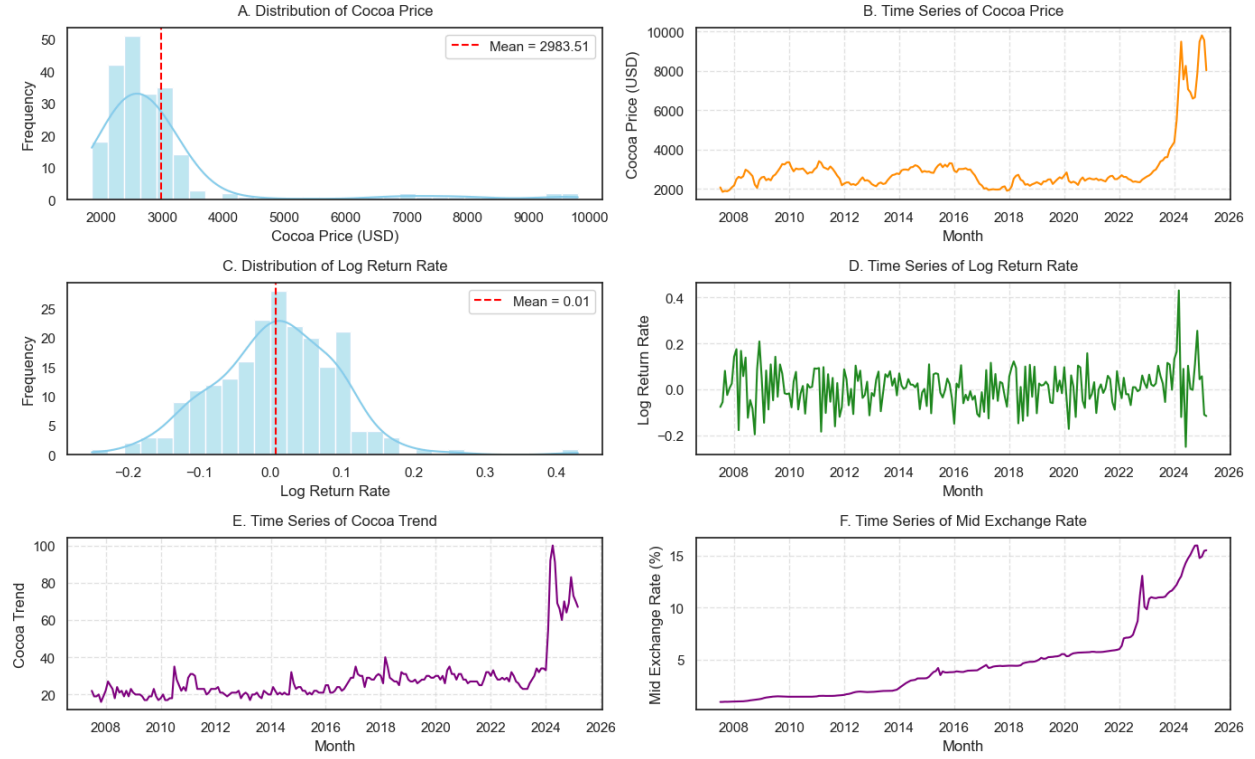 A. Distribution of Cocoa Price
50
40
30
20
10
0
Frequency
Mean = 2983.51
2000 3000 4000 5000 6000 7000 8000 9000 10000
Cocoa Price (USD)
B. Time Series of Cocoa Price
10000
8000
6000
4000
2000
Cocoa Price (USD)
2008 2010 2012 2014 2016 2018 2020 2022 2024 2026
Month
C. Distribution of Log Return Rate
25
20
15
10
5
0
Frequency
Mean = 0.01
−0.2 −0.1 0.0 0.1 0.2 0.3 0.4
Log Return Rate
D. Time Series of Log Return Rate
0.4
0.2
0.0
−0.2
Log Return Rate
2008 2010 2012 2014 2016 2018 2020 2022 2024 2026
Month
E. Time Series of Cocoa Trend
100
80
60
40
20
Cocoa Trend
2008 2010 2012 2014 2016 2018 2020 2022 2024 2026
Month
F. Time Series of Mid Exchange Rate
15
10
5
Mid Exchange Rate (%)
2008 2010 2012 2014 2016 2018 2020 2022 2024 2026
Month